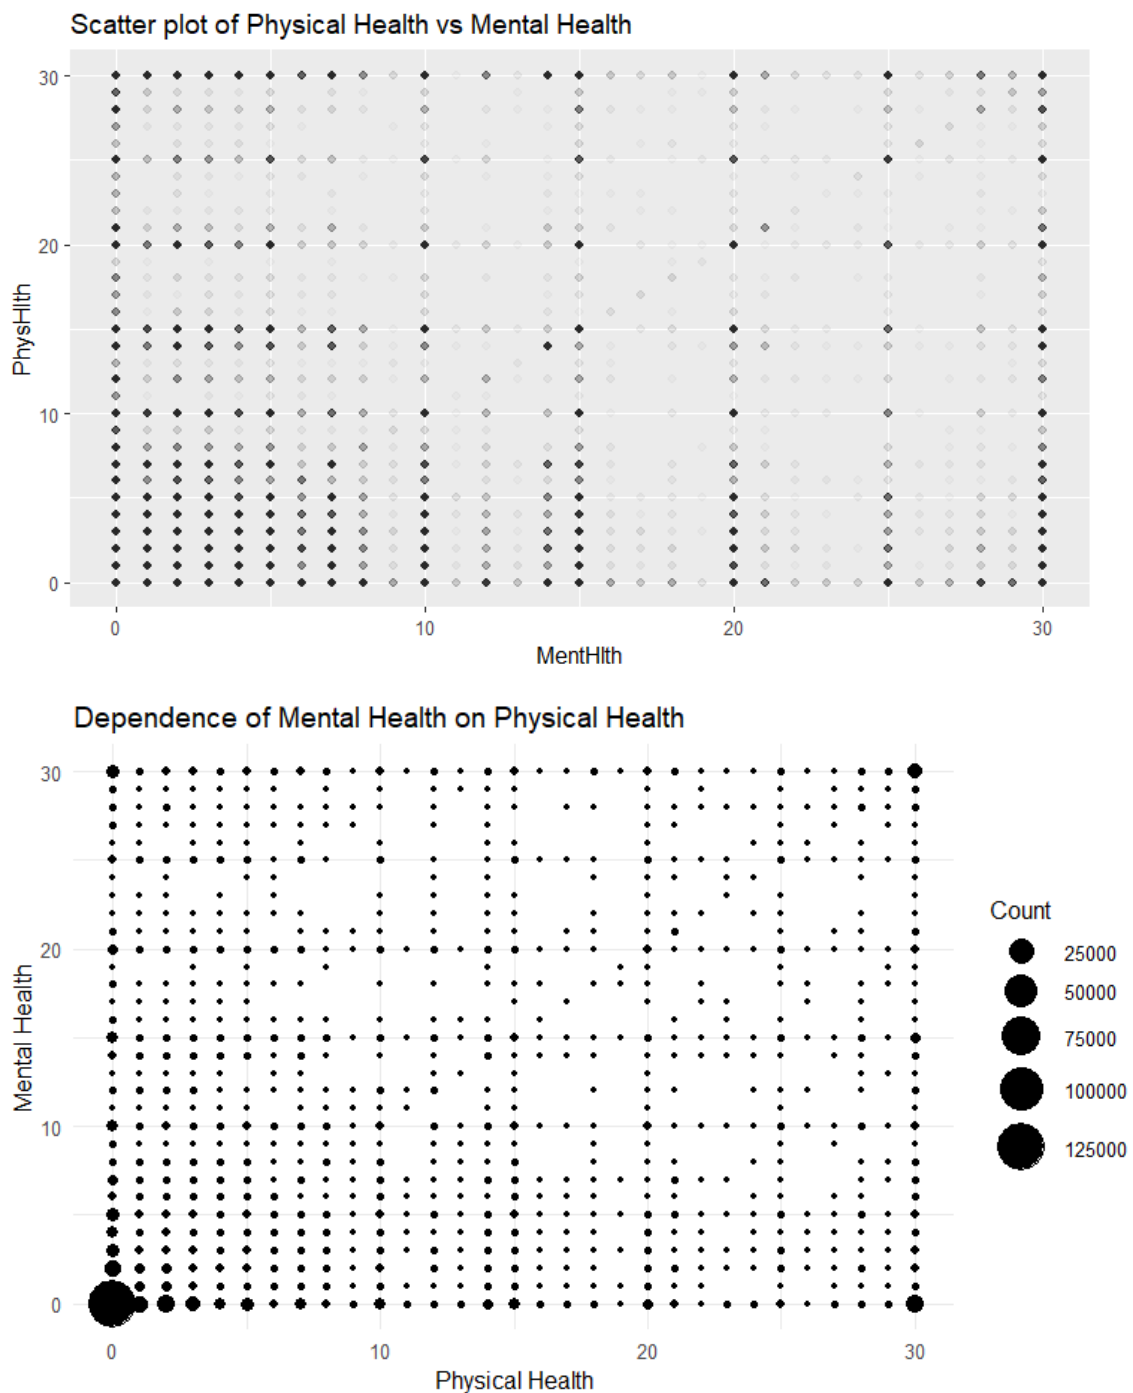 Scatter plot of Physical Health vs Mental Health
30
20
10
0
PhysHlth
0 10 20 30
MentHlth
Dependence of Mental Health on Physical Health
30
20
10
0
Mental Health
0 10 20 30
Physical Health
Count
25000
50000
75000
100000
125000